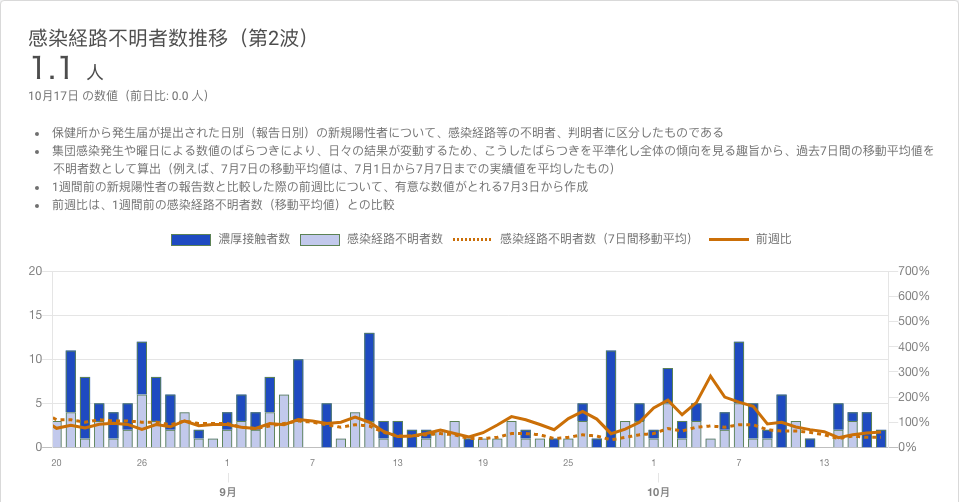 感染経路不明者数推移（第2波）
1.1 人
10月17日 の数値（前日比: 0.0 人）
• 保健所から発生届が提出された日別（報告日別）の新規陽性者について、感染経路等の不明者、判明者に区分したものである
• 集団感染発生や曜日による数値のばらつきにより、日々の結果が変動するため、こうしたばらつきを平準化し全体の傾向を見る趣旨から、過去7日間の移動平均値を
不明者数として算出（例えば、7月7日の移動平均値は、7月1日から7月7日までの実績値を平均したもの）
• 1週間前の新規陽性者の報告数と比較した際の前週比について、有意な数値がとれる7月3日から作成
• 前週比は、1週間前の感染経路不明者数（移動平均値）との比較
濃厚接触者数 感染経路不明者数 感染経路不明者数（7日間移動平均） 前週比
20 700%
600%
15 500%
400%
10 300%
5 200%
100%
0 0%
20 26 1 7 13 19 25 1 7 13
9月 10月